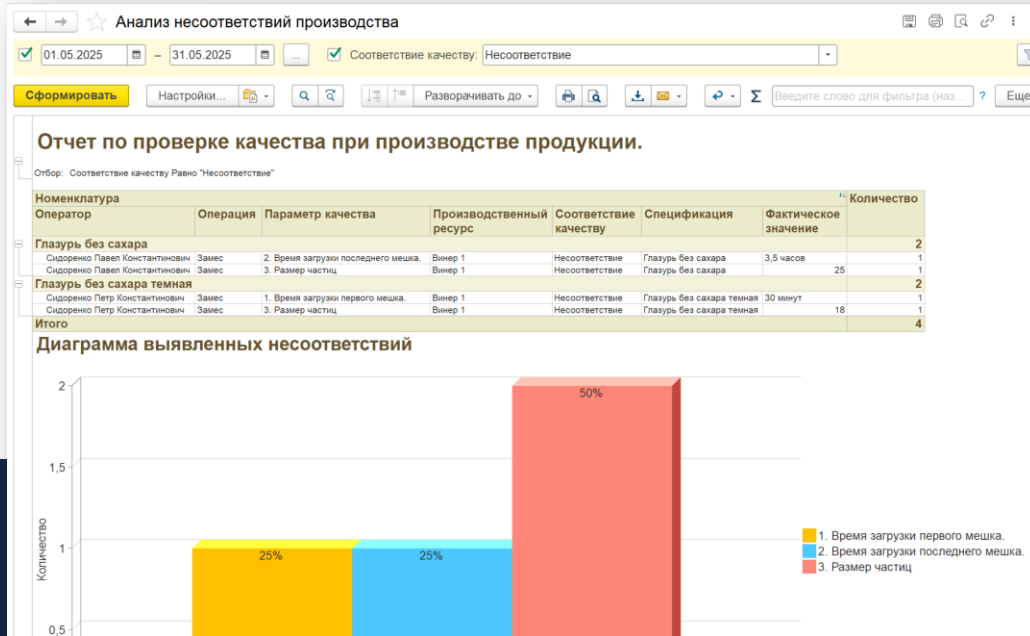 Анализ несоответствий производства
01.05.2025 – 31.05.2025 ... Соответствие качеству: Несоответствие
Сформировать Настройки... Разворачивать до Σ Введите слово для фильтра (наз... ? Еще
Отчет по проверке качества при производстве продукции.
Отбор: Соответствие качеству Равно "Несоответствие"
Номенклатура Количество
Оператор Операция Параметр качества Производственный ресурс Соответствие качеству Спецификация Фактическое значение
Глазурь без сахара 2
Сидоренко Павел Константинович Замес 2. Время загрузки последнего мешка. Винер 1 Несоответствие Глазурь без сахара 3,5 часов 1
Сидоренко Павел Константинович Замес 3. Размер частиц Винер 1 Несоответствие Глазурь без сахара 25 1
Глазурь без сахара темная 2
Сидоренко Петр Константинович Замес 1. Время загрузки первого мешка. Винер 1 Несоответствие Глазурь без сахара темная 30 минут 1
Сидоренко Петр Константинович Замес 3. Размер частиц Винер 1 Несоответствие Глазурь без сахара темная 18 1
Итого 4
Диаграмма выявленных несоответствий
2
50%
1,5
Количество
1
25%
25%
0,5
1. Время загрузки первого мешка.
2. Время загрузки последнего мешка.
3. Размер частиц